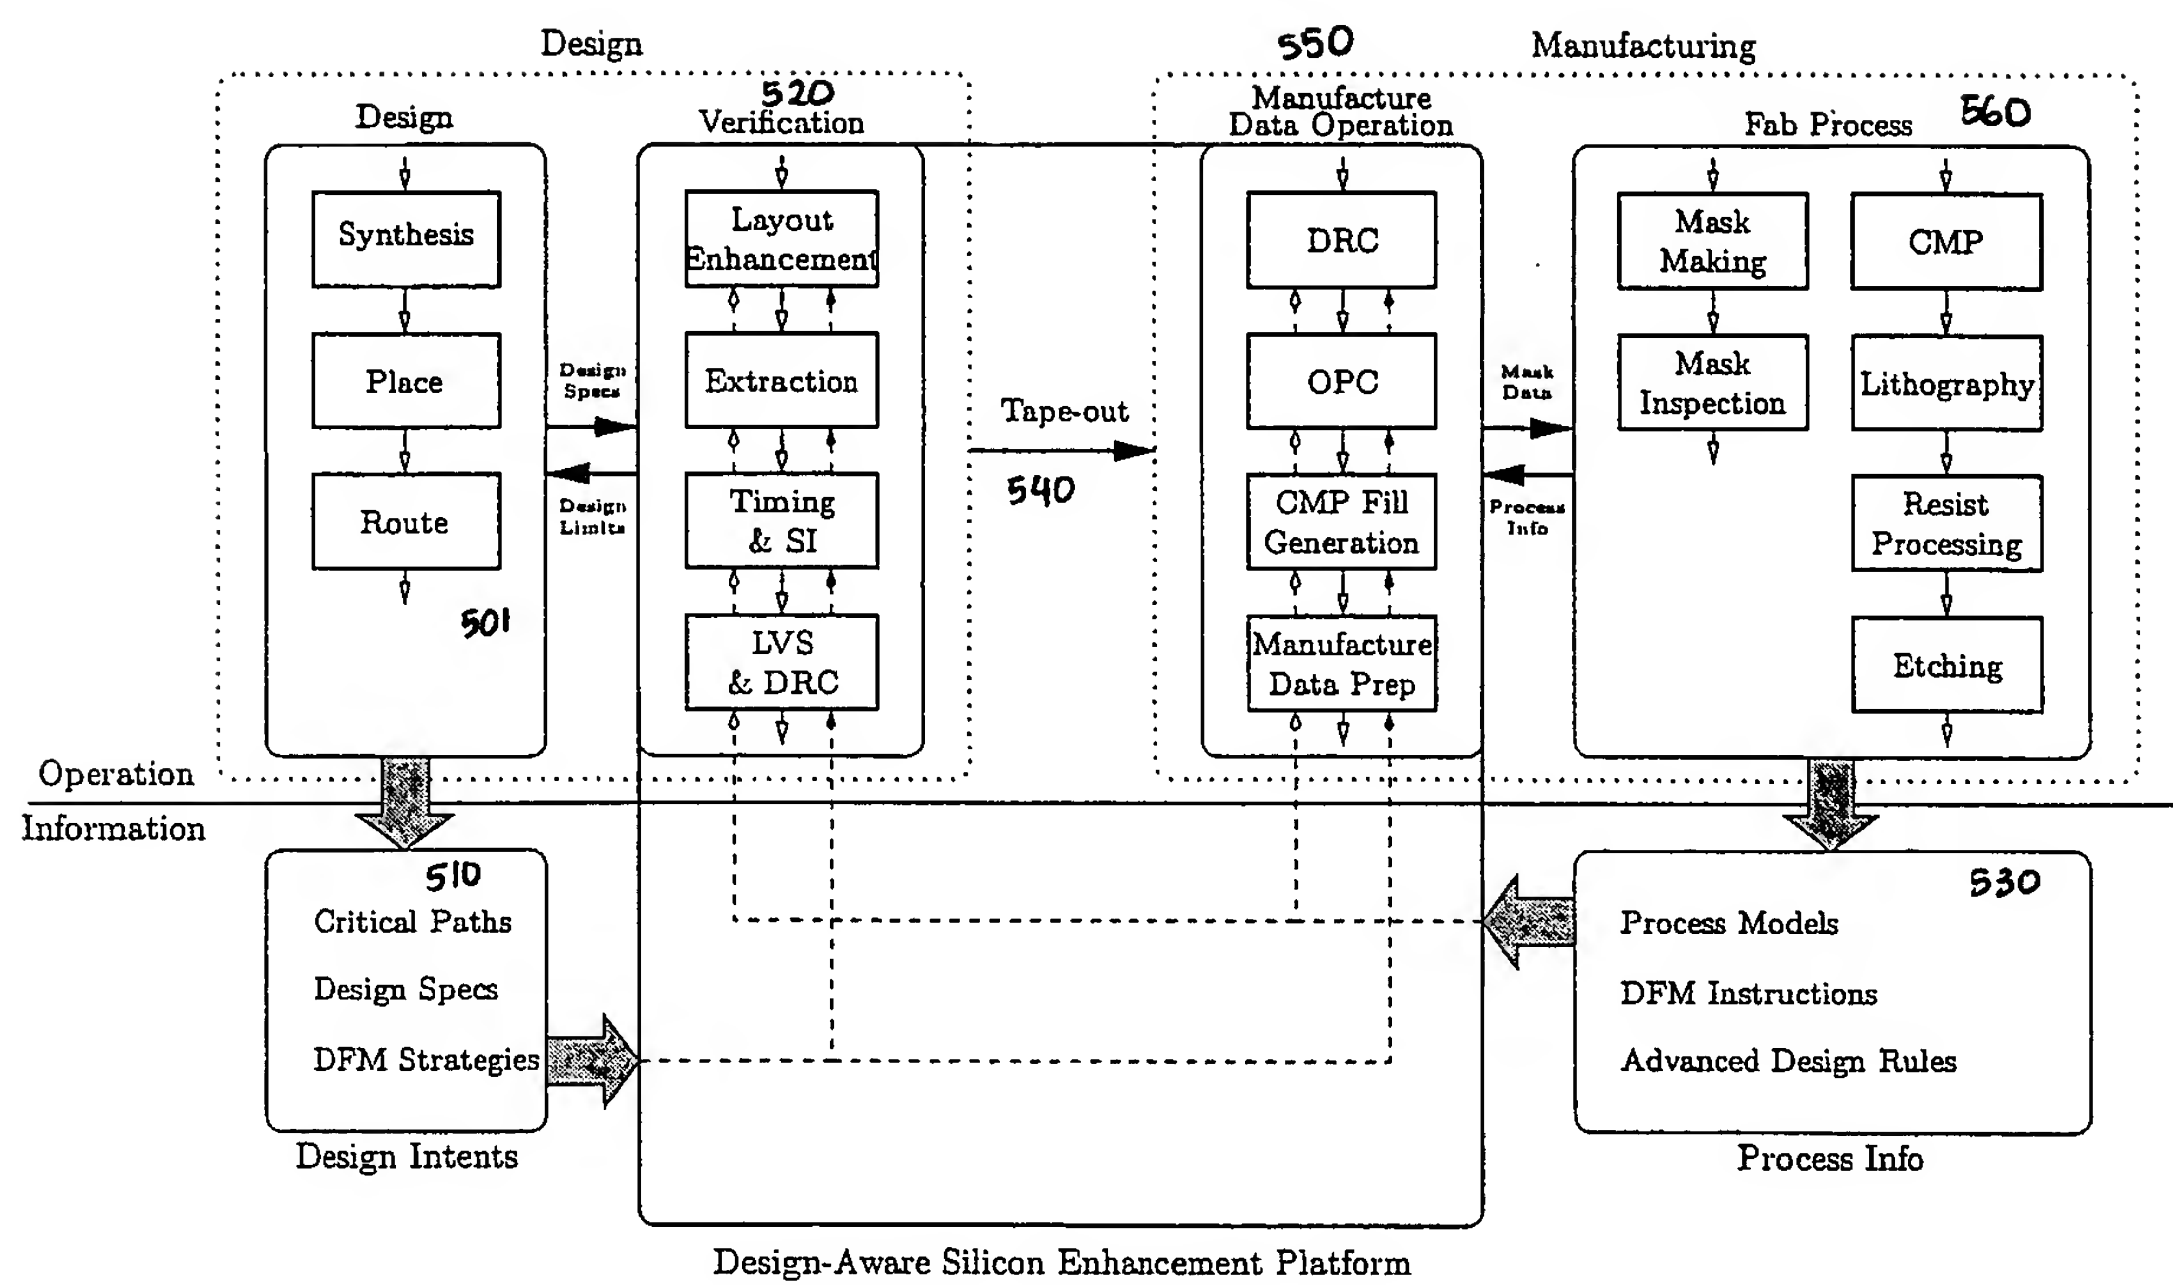 Design
550
Manufacturing
Design
520
Verification
Manufacture
Data Operation
Fab Process
560
Synthesis
Place
Route
501
Design
Specs
Design
Limits
Layout
Enhancement
Extraction
Timing
& SI
LVS
& DRC
Tape-out
540
DRC
OPC
CMP Fill
Generation
Manufacture
Data Prep
Mask
Data
Process
Info
Mask
Making
Mask
Inspection
CMP
Lithography
Resist
Processing
Etching
Operation
Information
510
Critical Paths
Design Specs
DFM Strategies
Design Intents
530
Process Models
DFM Instructions
Advanced Design Rules
Process Info
Design-Aware Silicon Enhancement Platform